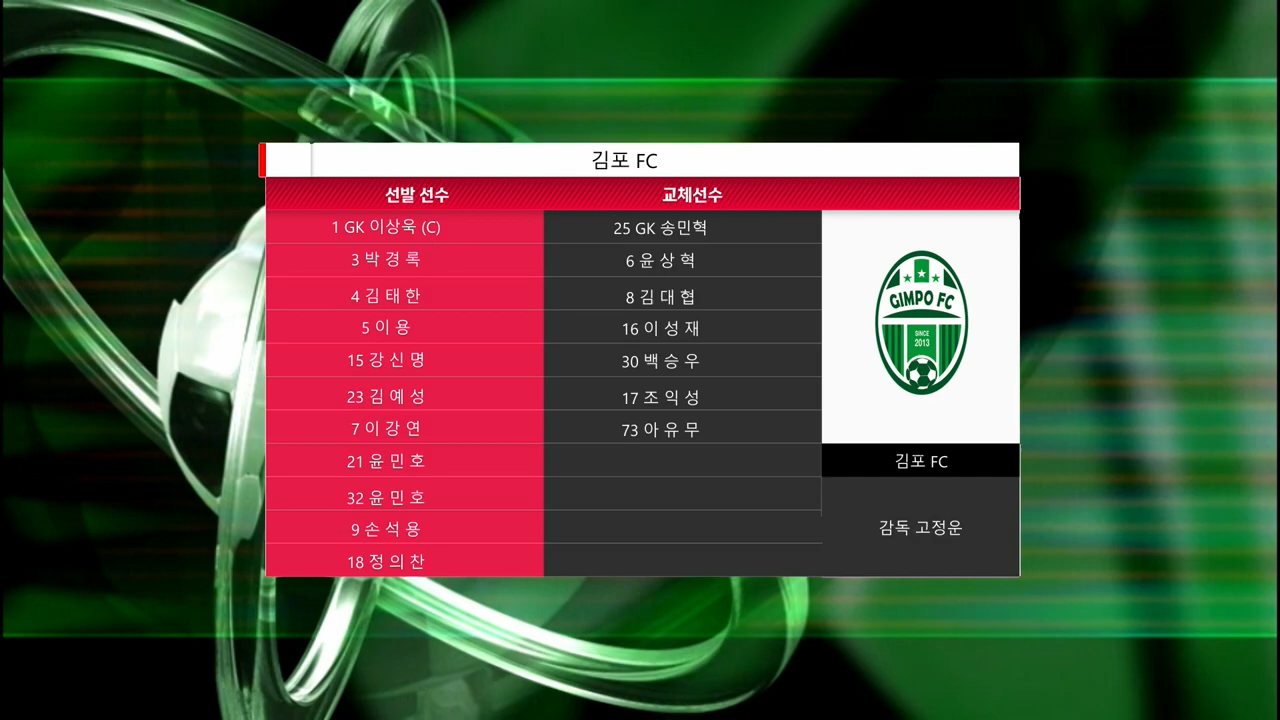 김포 FC
선발 선수
교체선수
1 GK 이상욱 (C)
3 박 경 록
4 김 태 한
5 이 용
15 강 신 명
23 김 예 성
7 이 강 연
21 윤 민 호
32 윤 민 호
9 손 석 용
18 정 의 찬
25 GK 송민혁
6 윤 상 혁
8 김 대 협
16 이 성 재
30 백 승 우
17 조 익 성
73 아 유 무
GIMPO FC
SINCE
2013
김포 FC
감독 고정운